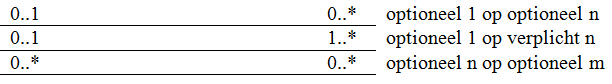 0..1 0..* optioneel 1 op optioneel n
0..1 1..* optioneel 1 op verplicht n
0..* 0..* optioneel n op optioneel m